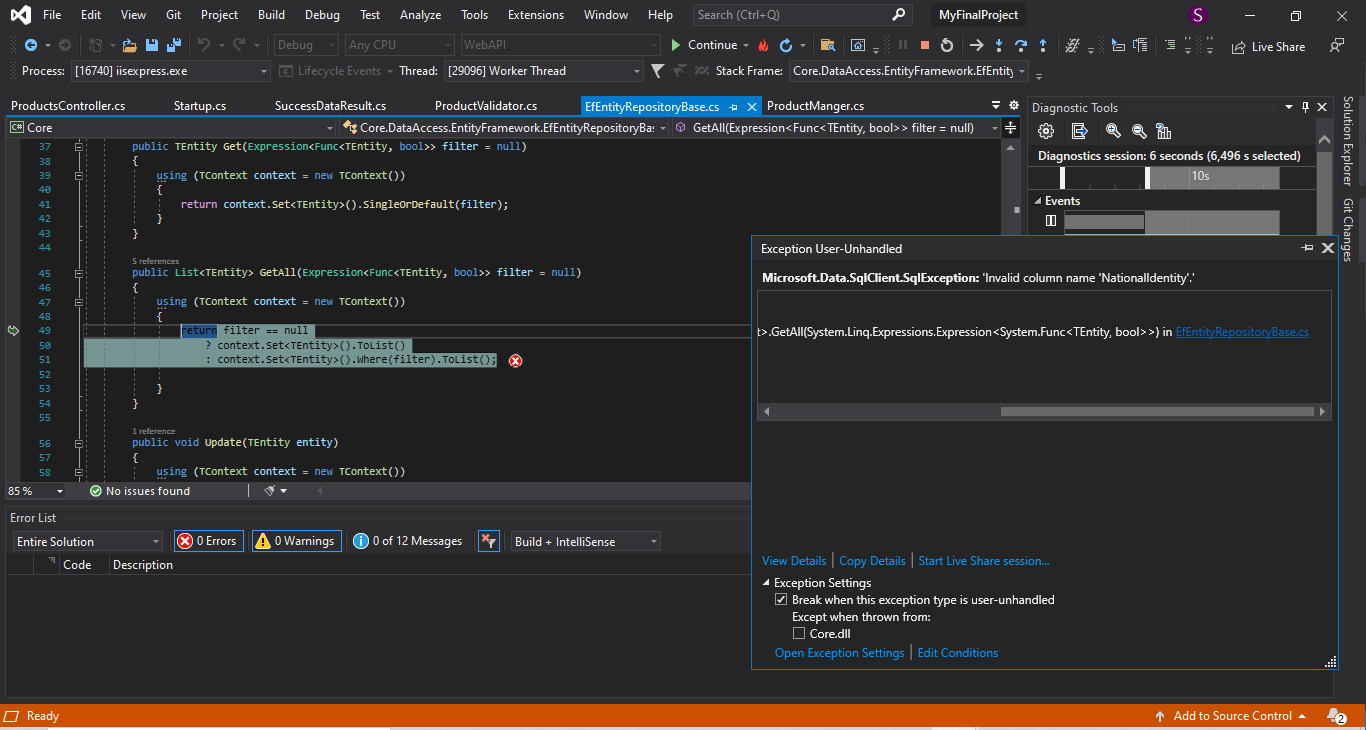 File Edit View Git Project Build Debug Test Analyze Tools Extensions Window Help Search (Ctrl+Q) MyFinalProject S
Debug Any CPU WebAPI Continue Live Share
Process: [16740] iisexpress.exe Lifecycle Events Thread: [29096] Worker Thread Stack Frame: Core.DataAccess.EntityFramework.EfEntity
ProductsController.cs Startup.cs SuccessDataResult.cs ProductValidator.cs EfEntityRepositoryBase.cs ProductManger.cs
C# Core Core.DataAccess.EntityFramework.EfEntityRepositoryBa: GetAll(Expression<Func<TEntity, bool>> filter = null)
37 public TEntity Get(Expression<Func<TEntity, bool>> filter = null)
38 {
39 using (TContext context = new TContext())
40 {
41 return context.Set<TEntity>().SingleOrDefault(filter);
42 }
43 }
44
5 references
45 public List<TEntity> GetAll(Expression<Func<TEntity, bool>> filter = null)
46 {
47 using (TContext context = new TContext())
48 {
49 return filter == null
50 ? context.Set<TEntity>().ToList()
51 : context.Set<TEntity>().Where(filter).ToList();
52
53 }
54 }
55
1 reference
56 public void Update(TEntity entity)
57 {
58 using (TContext context = new TContext())
85 % No issues found
Error List
Entire Solution 0 Errors 0 Warnings 0 of 12 Messages Build + IntelliSense
Code Description
Diagnostic Tools
Diagnostics session: 6 seconds (6,496 s selected)
10s
Events
Solution Explorer
Git Changes
Exception User-Unhandled
Microsoft.Data.SqlClient.SqlException: 'Invalid column name 'NationalIdentity'.'
t>.GetAll(System.Linq.Expressions.Expression<System.Func<TEntity, bool>>) in EfEntityRepositoryBase.cs
View Details Copy Details Start Live Share session...
Exception Settings
Break when this exception type is user-unhandled
Except when thrown from:
Core.dll
Open Exception Settings Edit Conditions
Ready Add to Source Control 2